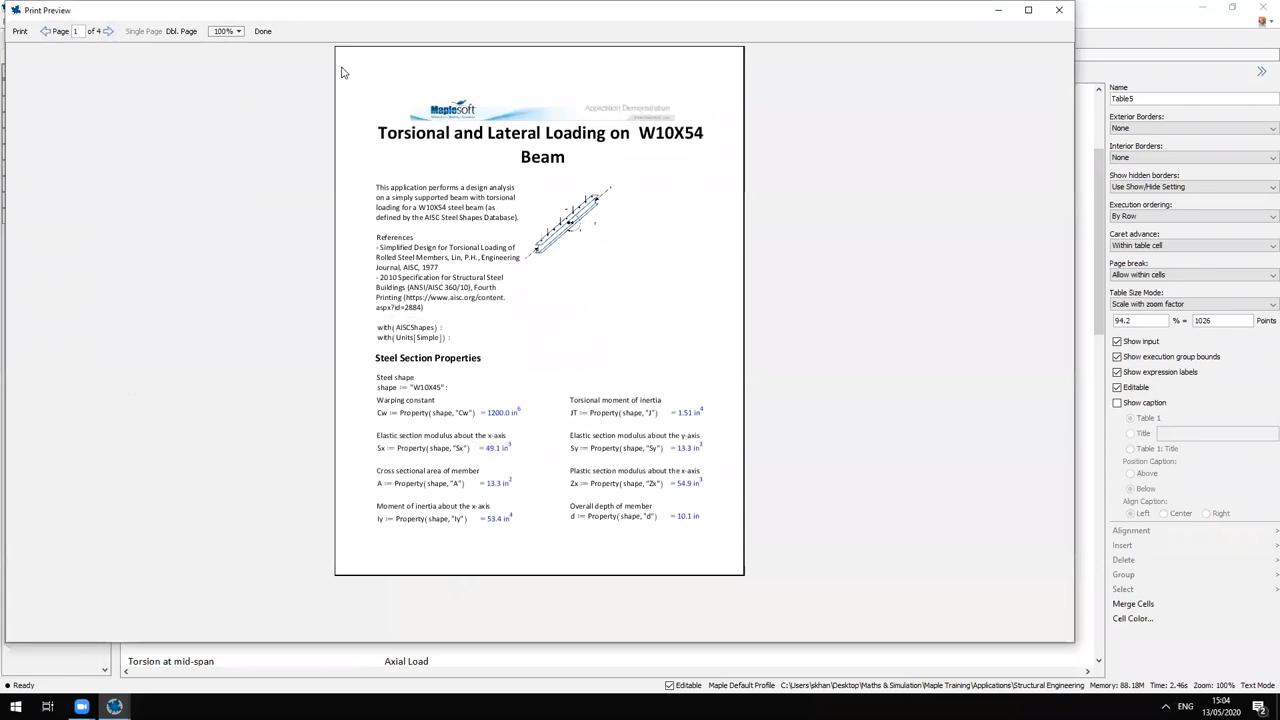 Print Preview
Print
Page 1 of 4
Single Page
Dbl. Page
100%
Done
Maplesoft
Application Demonstration
Torsional and Lateral Loading on W10X54
Beam
This application performs a design analysis
on a simply supported beam with torsional
loading for a W10X54 steel beam (as
defined by the AISC Steel Shapes Database).
References
- Simplified Design for Torsional Loading of
Rolled Steel Members, Lin, P.H., Engineering
Journal, AISC, 1977
- 2010 Specification for Structural Steel
Buildings (ANSI/AISC 360/10), Fourth
Printing (https://www.aisc.org/content.
aspx?id=2884)
with(AISCShapes) :
with(Units[Simple]) :
Steel Section Properties
Steel shape
shape := "W10X45" :
Warping constant
Torsional moment of inertia
Cw := Property(shape, "Cw") = 1200.0 in⁶
JT := Property(shape, "J") = 1.51 in⁴
Elastic section modulus about the x-axis
Elastic section modulus about the y-axis
Sx := Property(shape, "Sx") = 49.1 in³
Sy := Property(shape, "Sy") = 13.3 in³
Cross sectional area of member
Plastic section modulus about the x-axis
A := Property(shape, "A") = 13.3 in²
Zx := Property(shape, "Zx") = 54.9 in³
Moment of inertia about the x-axis
Overall depth of member
Iy := Property(shape, "Iy") = 53.4 in⁴
d := Property(shape, "d") = 10.1 in
Torsion at mid-span
Axial Load
Name
Table5
Exterior Borders:
None
Interior Borders:
None
Show hidden borders:
Use Show/Hide Setting
Execution ordering:
By Row
Caret advance:
Within table cell
Page break:
Allow within cells
Table Size Mode:
Scale with zoom factor
94.2 % = 1026 Points
Show input
Show execution group bounds
Show expression labels
Editable
Show caption
Table 1
Title
Table 1: Title
Position Caption:
Above
Below
Align Caption:
Left Center Right
Alignment
Insert
Delete
Group
Select
Merge Cells
Cell Color...
Ready
Editable
Maple Default Profile
C:\Users\skhan\Desktop\Maths & Simulation\Maple Training\Applications\Structural Engineering
Memory: 88.18M
Time: 2.46s
Zoom: 100%
Text Mode
ENG
15:04
13/05/2020
2